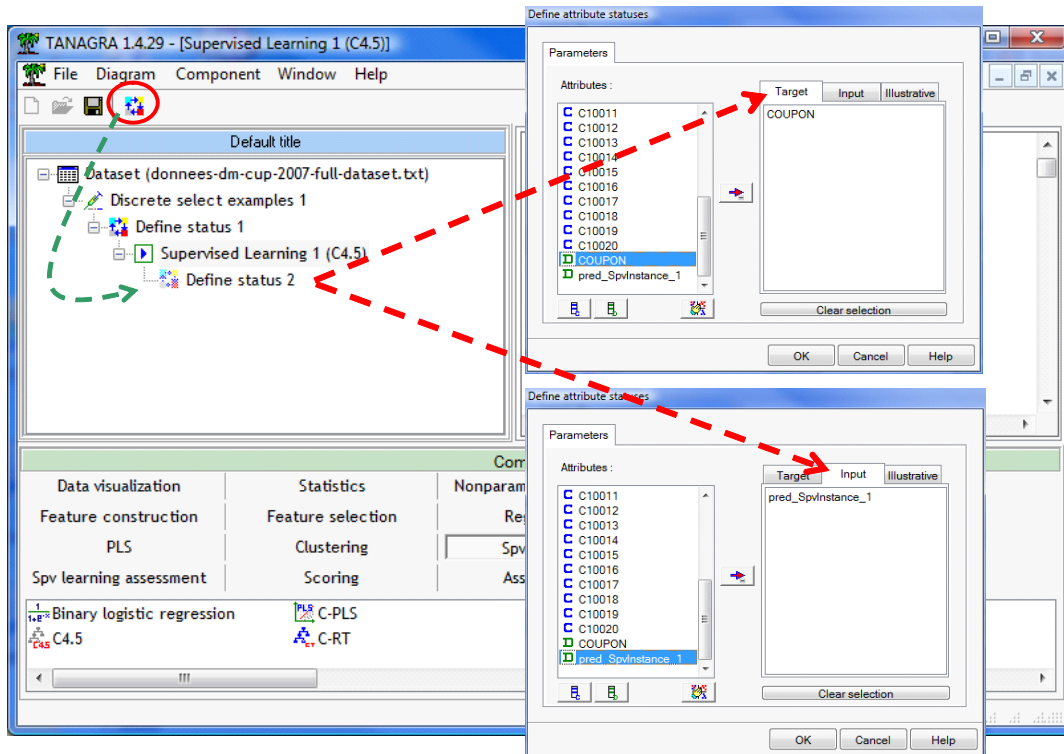 TANAGRA 1.4.29 - [Supervised Learning 1 (C4.5)]
File Diagram Component Window Help
Default title
Dataset (donnees-dm-cup-2007-full-dataset.txt)
Discrete select examples 1
Define status 1
Supervised Learning 1 (C4.5)
Define status 2
Com
Data visualization
Statistics
Nonparam
Feature construction
Feature selection
Reg
PLS
Clustering
Spv
Spv learning assessment
Scoring
Ass
Binary logistic regression
C-PLS
C4.5
C-RT
Define attribute statuses
Parameters
Attributes :
C C10011
C C10012
C C10013
C C10014
C C10015
C C10016
C C10017
C C10018
C C10019
C C10020
D COUPON
D pred_SpvInstance_1
Target
Input
Illustrative
COUPON
Clear selection
OK
Cancel
Help
Define attribute statuses
Parameters
Attributes :
C C10011
C C10012
C C10013
C C10014
C C10015
C C10016
C C10017
C C10018
C C10019
C C10020
D COUPON
D pred_SpvInstance_1
Target
Input
Illustrative
pred_SpvInstance_1
Clear selection
OK
Cancel
Help